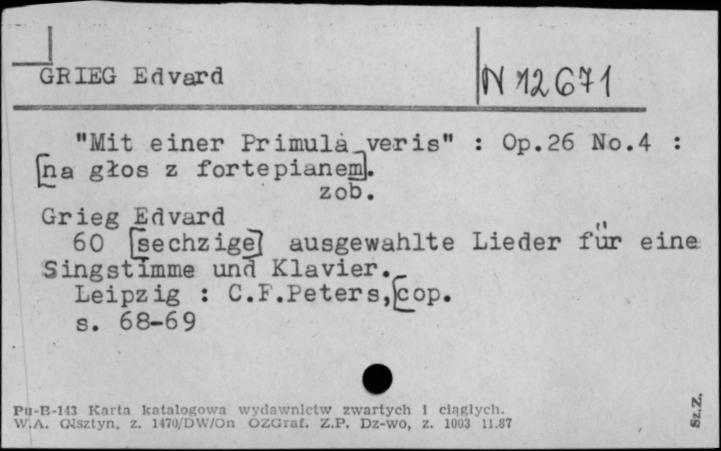 GRIEG Edvard
N 12671
"Mit einer Primula veris" : Op.26 No.4 :
[na głos z fortepianem].
zob.
Grieg Edvard
60 [sechzige] ausgewahlte Lieder für eine
Singstimme und Klavier.
Leipzig : C.F.Peters,[cop.
s. 68-69
Pu-B-143 Karta katalogowa wydawnictw zwartych i ciągłych.
W.A. Olsztyn, z. 1470/DW/On OZGraf. Z.P. Dz-wo, z. 1003 11.87
Sz.Z.